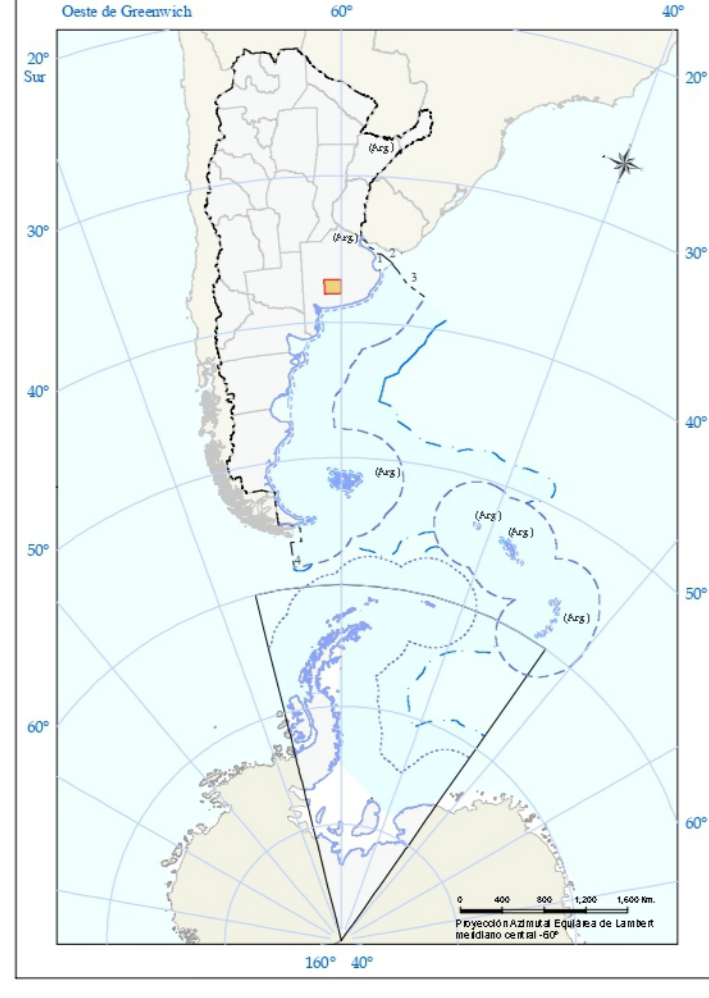 Oeste de Greenwich 60° 40°
20°
Sur
20°
(Arg.)
30°
(Arg.)
30°
1 2
3
40°
40°
(Arg.)
(Arg.)
(Arg.)
50°
4
50°
(Arg.)
60°
60°
0 400 800 1,200 1,600 Km.
Proyección Azimutal Equiárea de Lambert
meridiano central -60°
160° 40°